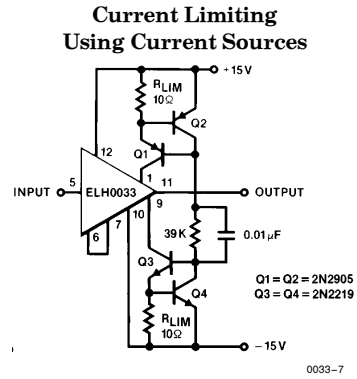 Current Limiting
Using Current Sources
+15V
RLIM
10Ω
Q2
12
Q1
1
5
11
INPUT
ELH0033
OUTPUT
9
10
7
6
39K
0.01μF
Q3
Q1 = Q2 = 2N2905
Q3 = Q4 = 2N2219
Q4
RLIM
10Ω
-15V
0033-7